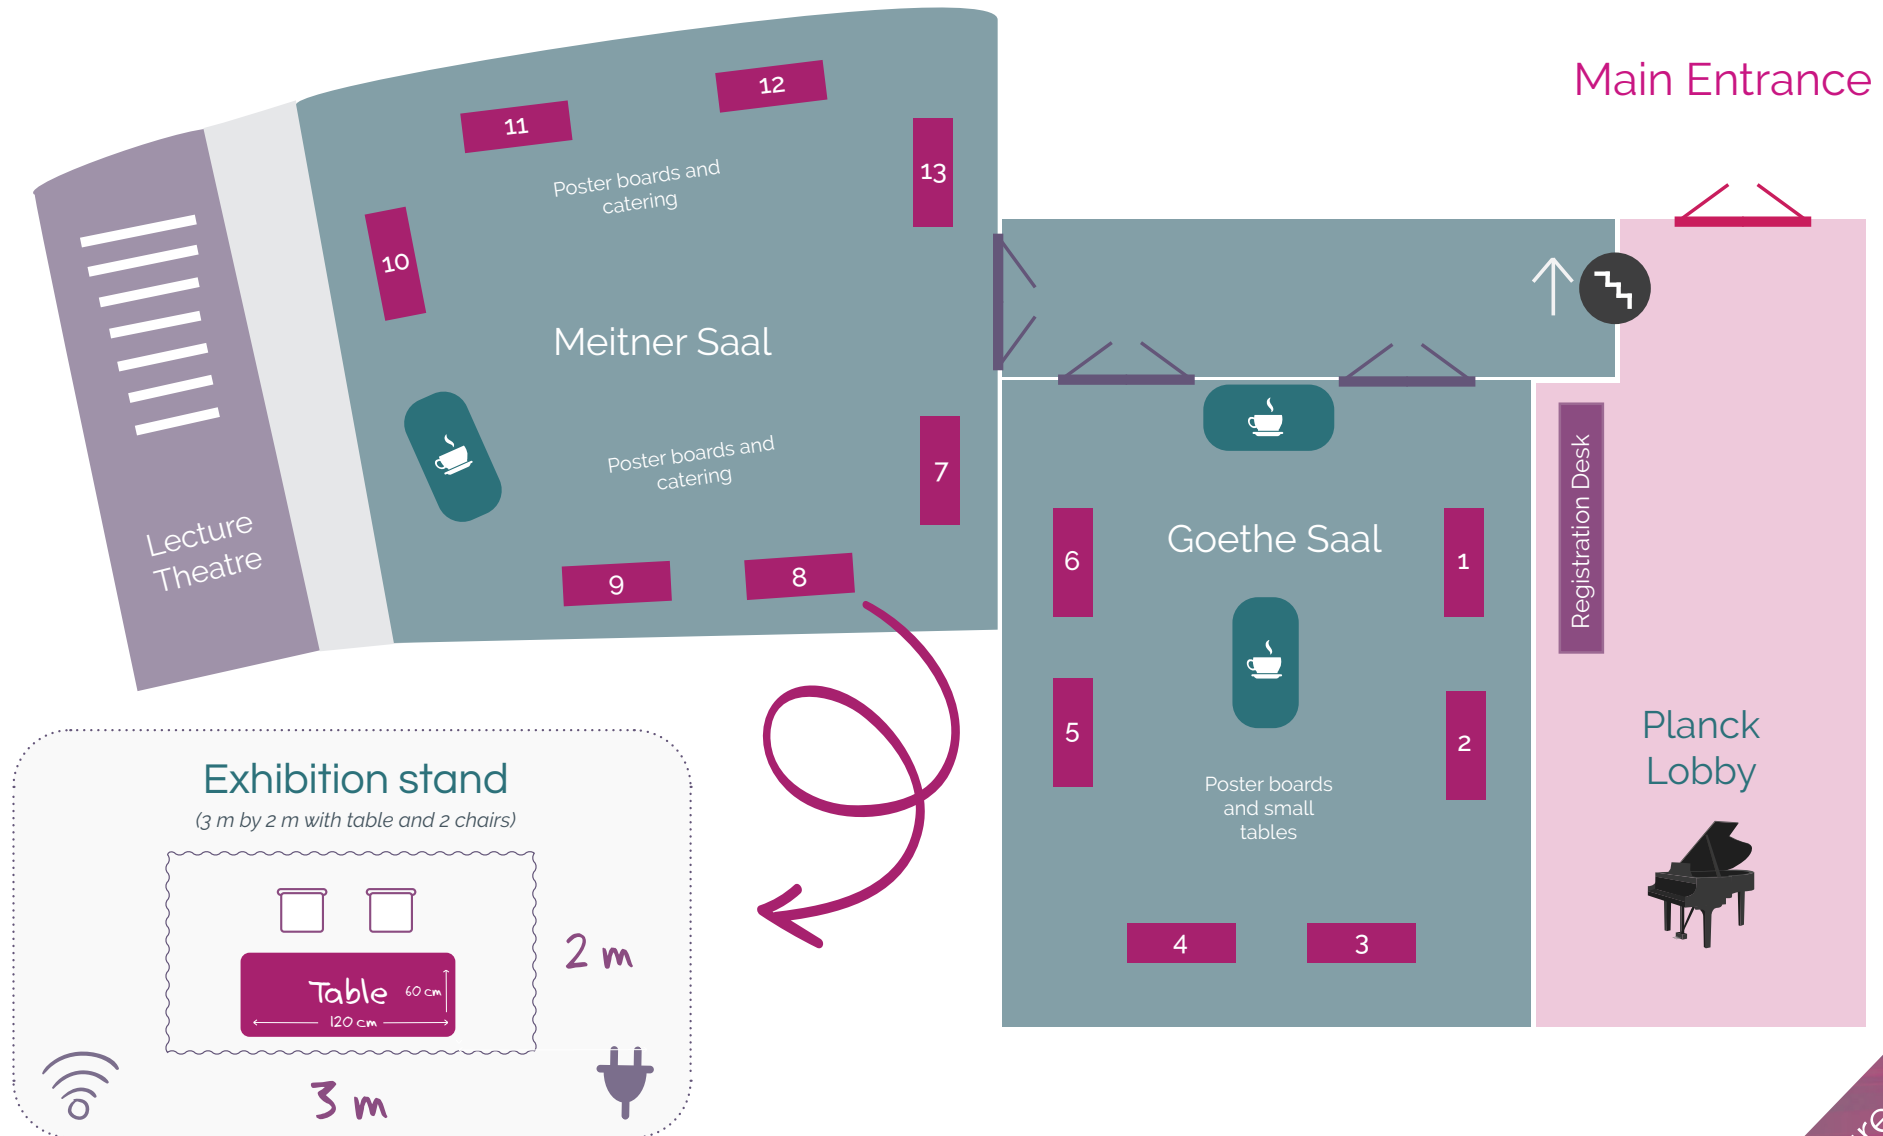 Main Entrance
12
11
13
Poster boards and
catering
10
Meitner Saal
Poster boards and
catering
7
Lecture
Theatre
9
8
Goethe Saal
6
1
Registration Desk
5
2
Poster boards
and small
tables
Planck
Lobby
4
3
Exhibition stand
(3 m by 2 m with table and 2 chairs)
Table
60 cm
120 cm
2 m
3 m